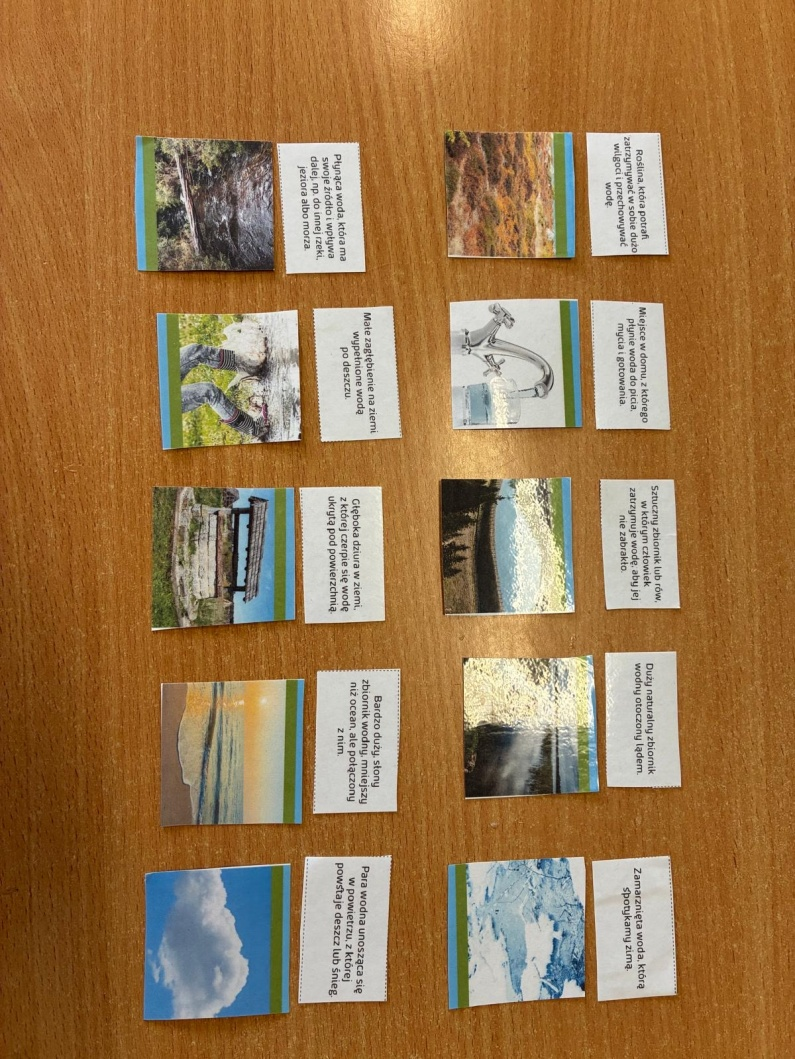 Roślina, która potrafi
zatrzymywać w sobie dużo
wilgoci i przechowywać
wodę.
Miejsce w domu, z którego
płynie woda do picia,
mycia i gotowania.
Sztuczny zbiornik lub rów,
w którym człowiek
zatrzymuje wodę, aby jej
nie zabrakło.
Duży naturalny zbiornik
wodny otoczony lądem.
Zamarznięta woda, którą
spotykamy zimą.
Płynąca woda, która ma
swoje źródło i wpływa
dalej, np. do innej rzeki,
jeziora albo morza.
Małe zagłębienie na ziemi
wypełnione wodą
po deszczu.
Głęboka dziura w ziemi,
z której czerpie się wodę
ukrytą pod powierzchnią.
Bardzo duży, słony
zbiornik wodny, mniejszy
niż ocean, ale połączony
z nim.
Para wodna unosząca się
w powietrzu, z której
powstaje deszcz lub śnieg.